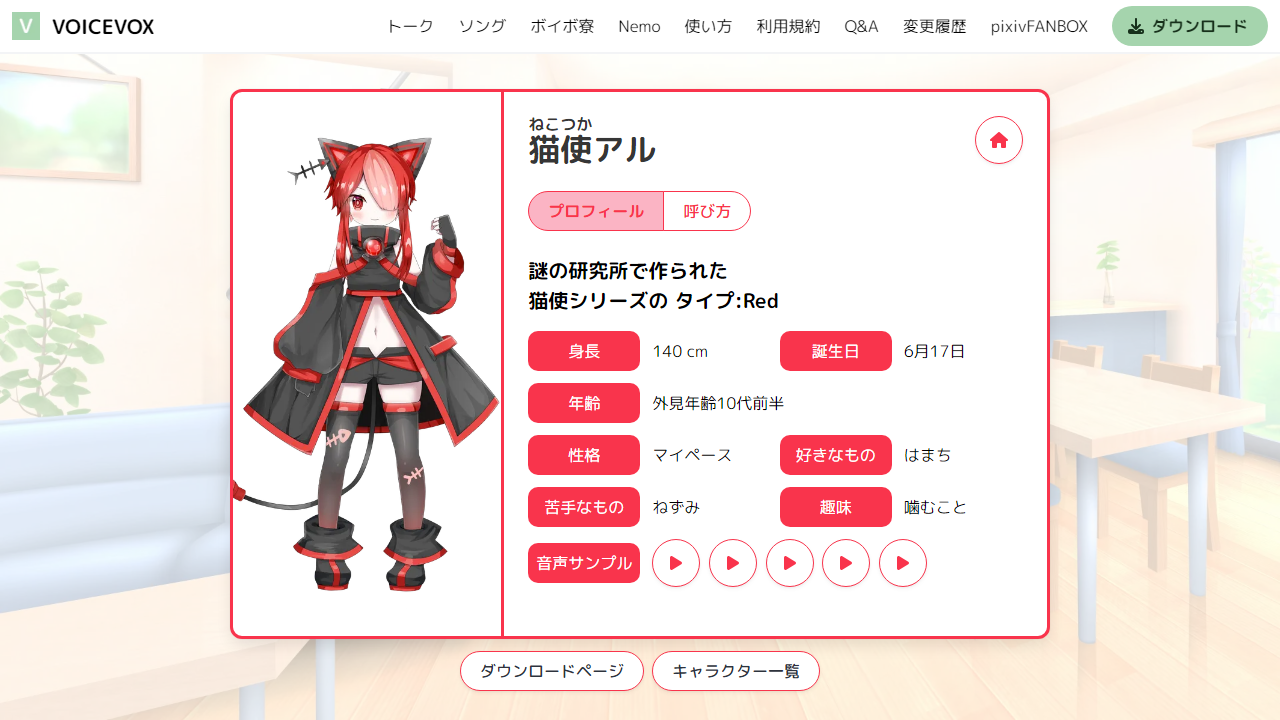 V VOICEVOX トーク ソング ボイボ寮 Nemo 使い方 利用規約 Q&A 変更履歴 pixivFANBOX ダウンロード
ねこつか
猫使アル
プロフィール 呼び方
謎の研究所で作られた
猫使シリーズの タイプ:Red
身長 140 cm 誕生日 6月17日
年齢 外見年齢10代前半
性格 マイペース 好きなもの はまち
苦手なもの ねずみ 趣味 噛むこと
音声サンプル
ダウンロードページ キャラクター一覧